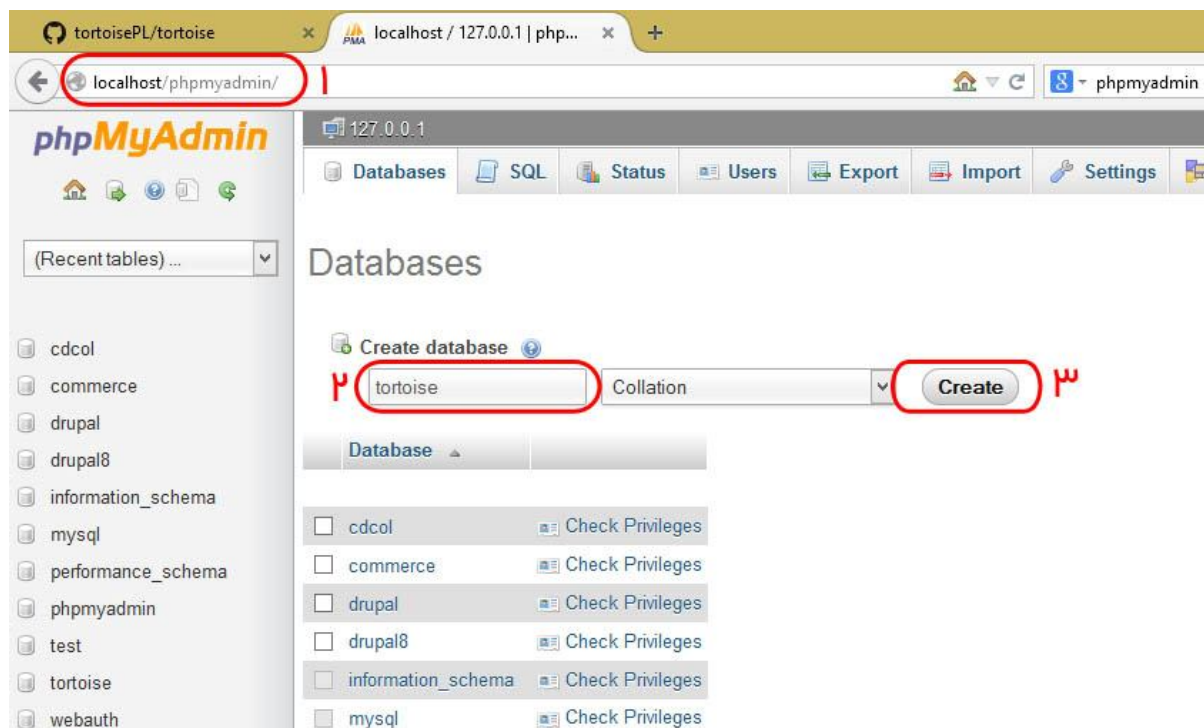 tortoisePL/tortoise
localhost / 127.0.0.1 | php...
localhost/phpmyadmin/ ۱
phpmyadmin
phpMyAdmin
127.0.0.1
Databases SQL Status Users Export Import Settings
(Recent tables) ...
cdcol
commerce
drupal
drupal8
information_schema
mysql
performance_schema
phpmyadmin
test
tortoise
webauth
Databases
Create database
۲ tortoise Collation Create ۳
Database
cdcol Check Privileges
commerce Check Privileges
drupal Check Privileges
drupal8 Check Privileges
information_schema Check Privileges
mysql Check Privileges